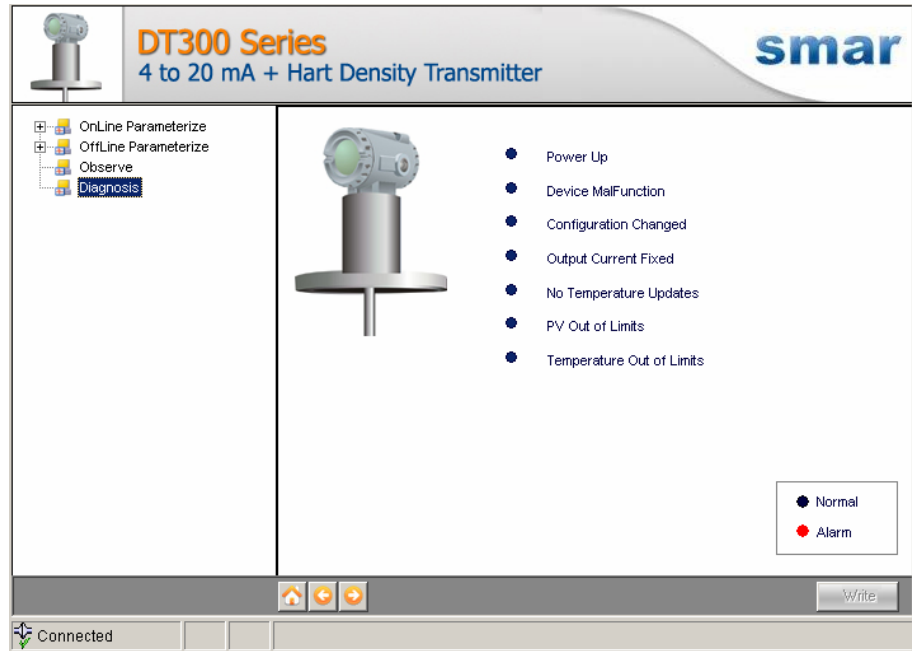 DT300 Series
smar
4 to 20 mA + Hart Density Transmitter
OnLine Parameterize
OffLine Parameterize
Observe
Diagnosis
Power Up
Device MalFunction
Configuration Changed
Output Current Fixed
No Temperature Updates
PV Out of Limits
Temperature Out of Limits
Normal
Alarm
Write
Connected